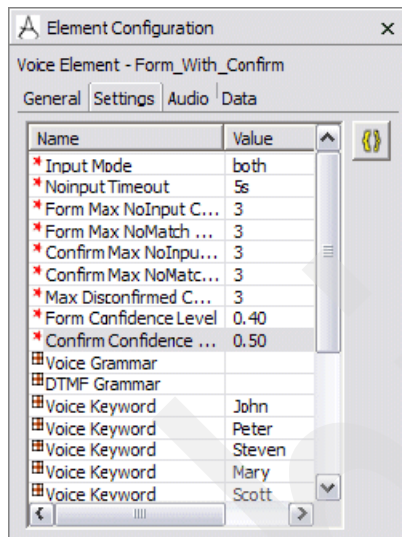 Element Configuration
Voice Element - Form_With_Confirm
General Settings Audio Data
Name Value
* Input Mode both
* Noinput Timeout 5s
* Form Max NoInput C... 3
* Form Max NoMatch ... 3
* Confirm Max NoInpu... 3
* Confirm Max NoMatc... 3
* Max Disconfirmed C... 3
* Form Confidence Level 0.40
* Confirm Confidence ... 0.50
Voice Grammar
DTMF Grammar
Voice Keyword John
Voice Keyword Peter
Voice Keyword Steven
Voice Keyword Mary
Voice Keyword Scott